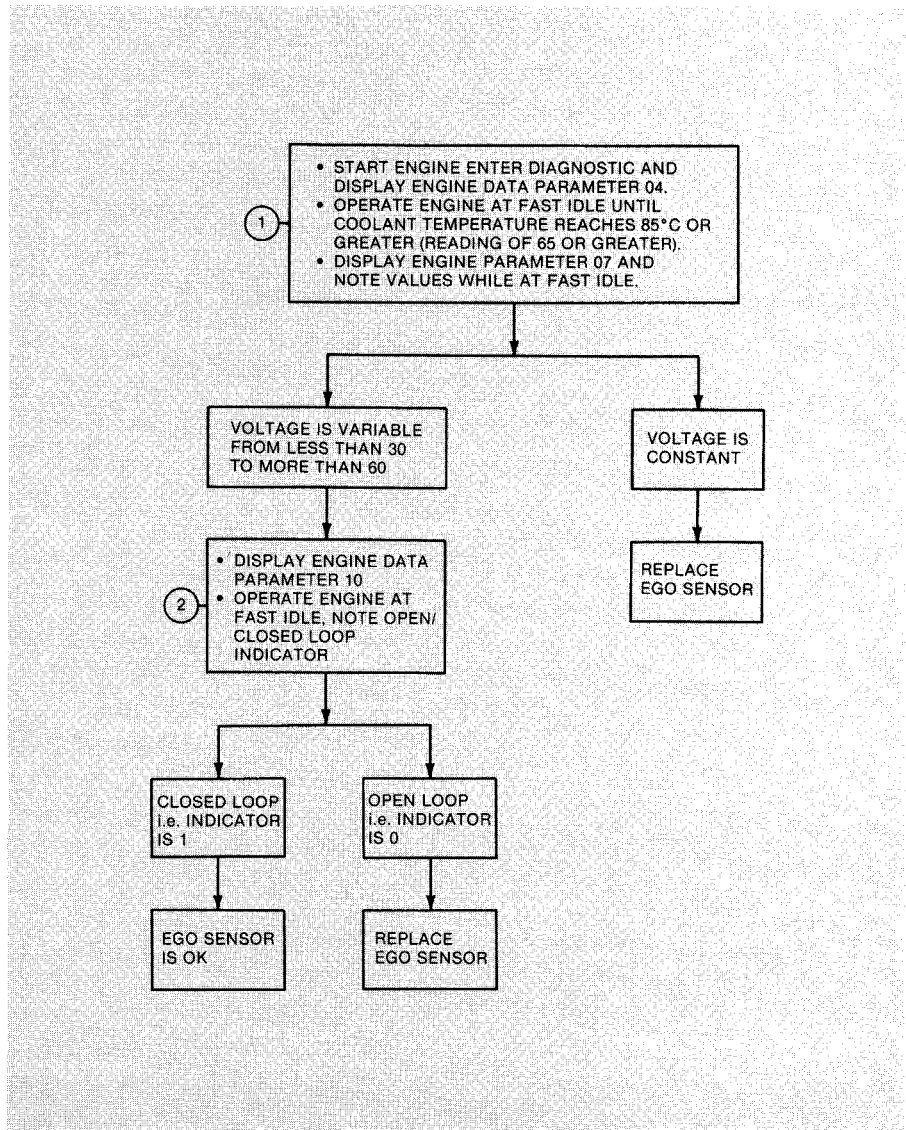 1
• START ENGINE ENTER DIAGNOSTIC AND
DISPLAY ENGINE DATA PARAMETER 04.
• OPERATE ENGINE AT FAST IDLE UNTIL
COOLANT TEMPERATURE REACHES 85°C OR
GREATER (READING OF 65 OR GREATER).
• DISPLAY ENGINE PARAMETER 07 AND
NOTE VALUES WHILE AT FAST IDLE.
VOLTAGE IS VARIABLE
FROM LESS THAN 30
TO MORE THAN 60
VOLTAGE IS
CONSTANT
2
• DISPLAY ENGINE DATA
PARAMETER 10
• OPERATE ENGINE AT
FAST IDLE, NOTE OPEN/
CLOSED LOOP
INDICATOR
REPLACE
EGO SENSOR
CLOSED LOOP
i.e. INDICATOR
IS 1
OPEN LOOP
i.e. INDICATOR
IS 0
EGO SENSOR
IS OK
REPLACE
EGO SENSOR